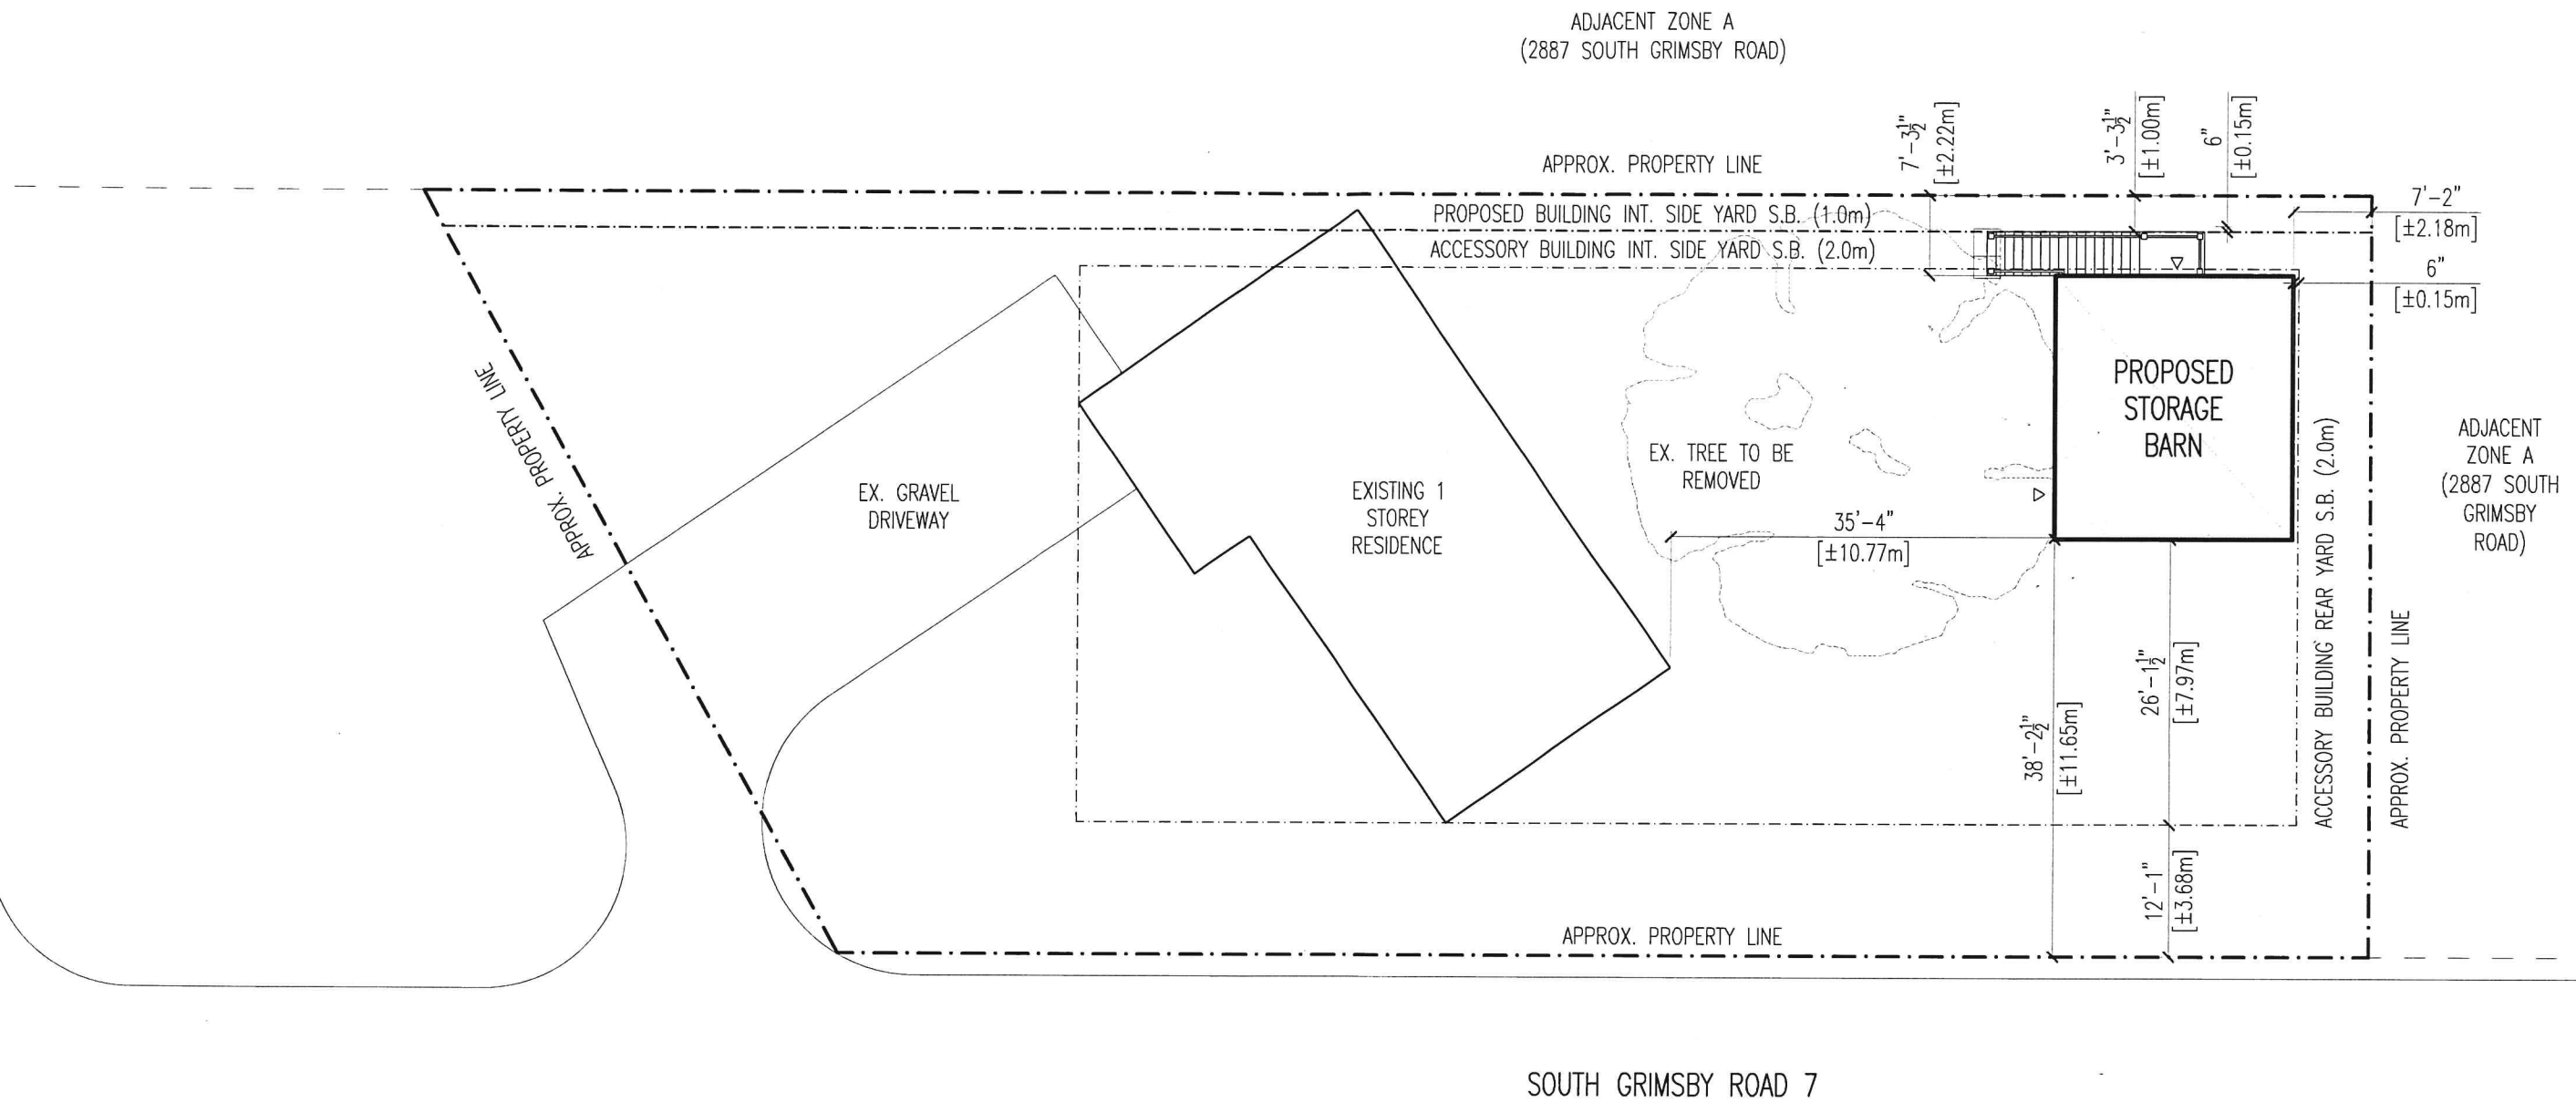 ADJACENT ZONE A
(2887 SOUTH GRIMSBY ROAD)
7'-3½"
[±2.22m]
3'-3½"
[±1.00m]
6"
[±0.15m]
APPROX. PROPERTY LINE
7'-2"
[±2.18m]
PROPOSED BUILDING INT. SIDE YARD S.B. (1.0m)
ACCESSORY BUILDING INT. SIDE YARD S.B. (2.0m)
6"
[±0.15m]
APPROX. PROPERTY LINE
EX. GRAVEL
DRIVEWAY
EXISTING 1
STOREY
RESIDENCE
EX. TREE TO BE
REMOVED
35'-4"
[±10.77m]
PROPOSED
STORAGE
BARN
ACCESSORY BUILDING REAR YARD S.B. (2.0m)
APPROX. PROPERTY LINE
ADJACENT
ZONE A
(2887 SOUTH
GRIMSBY
ROAD)
38'-2½"
[±11.65m]
26'-1½"
[±7.97m]
12'-1"
[±3.68m]
APPROX. PROPERTY LINE
SOUTH GRIMSBY ROAD 7